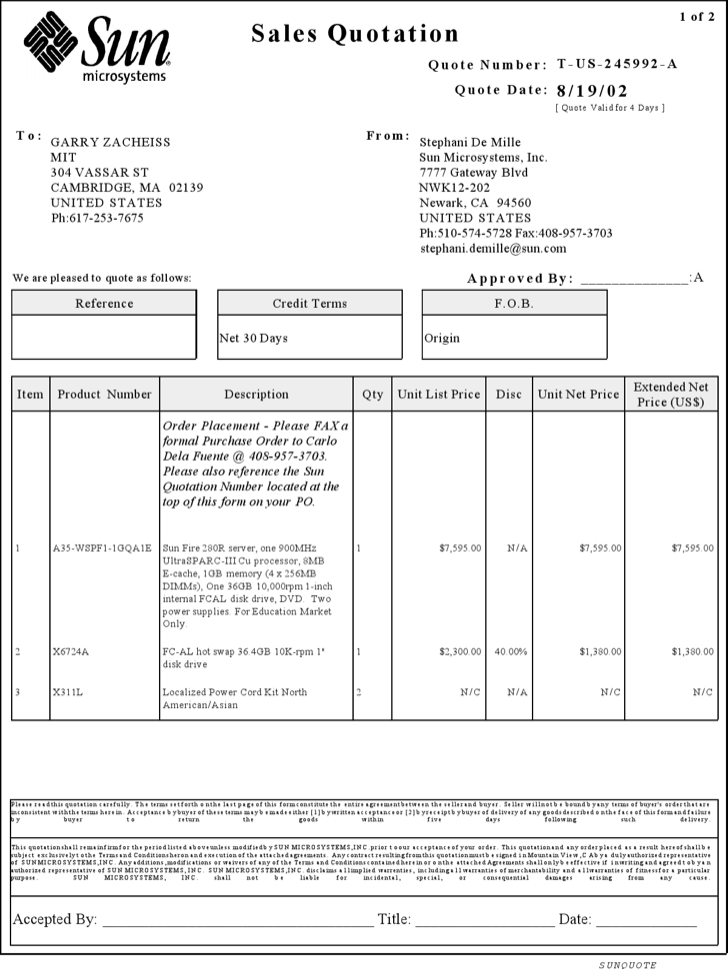 1 of 2
Sun
microsystems
Sales Quotation
Quote Number: T-US-245992-A
Quote Date: 8/19/02
[ Quote Valid for 4 Days ]
To:
GARRY ZACHEISS
MIT
304 VASSAR ST
CAMBRIDGE, MA 02139
UNITED STATES
Ph:617-253-7675
From:
Stephani De Mille
Sun Microsystems, Inc.
7777 Gateway Blvd
NWK12-202
Newark, CA 94560
UNITED STATES
Ph:510-574-5728 Fax:408-957-3703
stephani.demille@sun.com
We are pleased to quote as follows:
Approved By: _______________:A
Reference
Credit Terms
Net 30 Days
F.O.B.
Origin
Item Product Number Description Qty Unit List Price Disc Unit Net Price Extended Net Price (US$)
Order Placement - Please FAX a
formal Purchase Order to Carlo
Dela Fuente @ 408-957-3703.
Please also reference the Sun
Quotation Number located at the
top of this form on your PO.
1 A35-WSPF1-1GQA1E Sun Fire 280R server, one 900MHz 1 $7,595.00 N/A $7,595.00 $7,595.00
UltraSPARC-III Cu processor, 8MB
E-cache, 1GB memory (4 x 256MB
DIMMs), One 36GB 10,000rpm 1-inch
internal FCAL disk drive, DVD. Two
power supplies. For Education Market
Only.
2 X6724A FC-AL hot swap 36.4GB 10K-rpm 1" 1 $2,300.00 40.00% $1,380.00 $1,380.00
disk drive
3 X311L Localized Power Cord Kit North 2 N/C N/A N/C N/C
American/Asian
Please read this quotation carefully. The terms set forth on the last page of this form constitute the entire agreement between the seller and buyer. Seller will not be bound by any terms of buyer's order that are
inconsistent with the terms herein. Acceptance by buyer of these terms may be made either [1] by written acceptance or [2] by receipt by buyer of delivery of any goods described on the face of this form and failure
by buyer to return the goods within five days following such delivery.
This quotation shall remain firm for the period listed above unless modified by SUN MICROSYSTEMS,INC prior to our acceptance of your order. This quotation and any order placed as a result hereof shall be
subject exclusively to the Terms and Conditions heron and execution of the attached agreements. Any contract resulting from this quotation must be signed in Mountain View,CA by a duly authorized representative
of SUN MICROSYSTEMS,INC. Any additions,modifications or waivers of any of the Terms and Conditions contained herein or on the attached Agreements shall only be effective if in writing and agreed to by an
authorized representative of SUN MICROSYSTEMS,INC. SUN MICROSYSTEMS,INC. disclaims all implied warrenties, including all warranties of merchantability and all warranties of fitness for a particular
purpose. SUN MICROSYSTEMS, INC. shall not be liable for incidental, special, or consequential damages arising from any cause.
Accepted By: ______________________________ Title: _______________ Date: ___________
SUNQUOTE